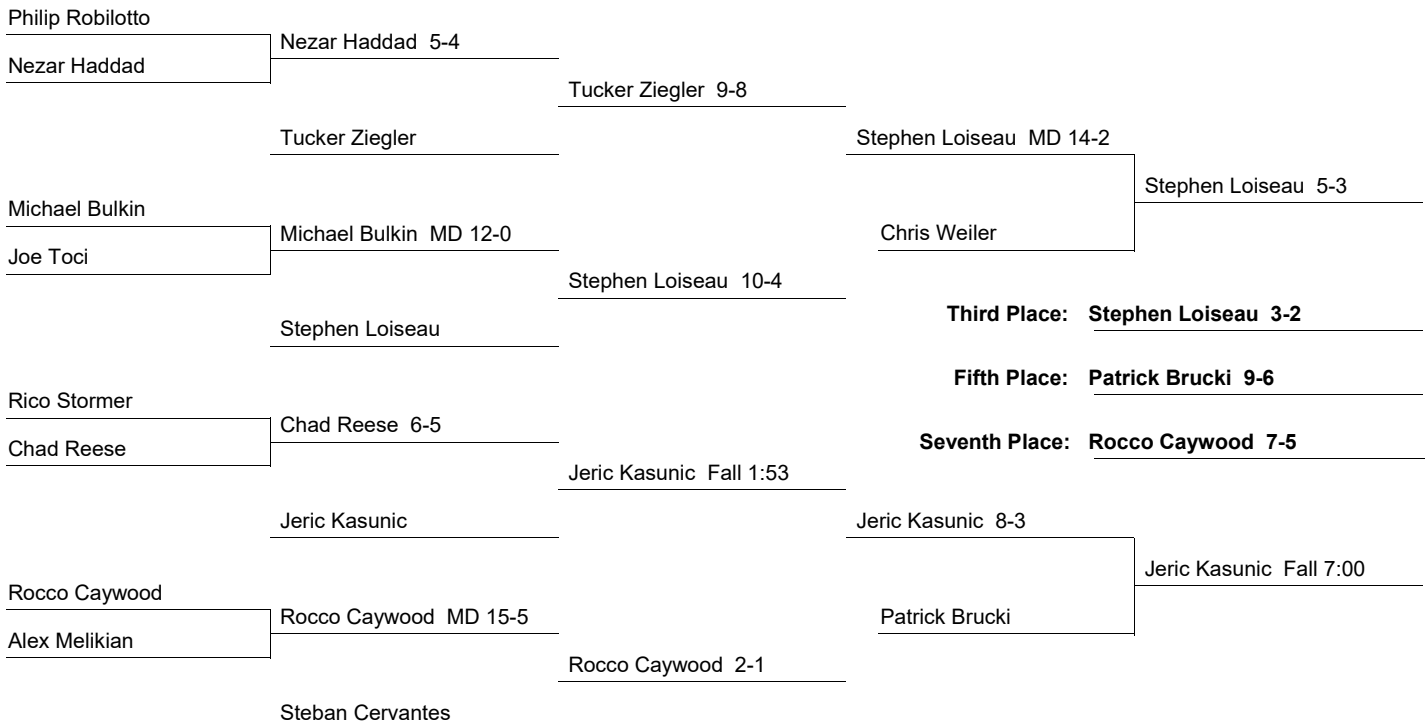 Philip Robilotto
Nezar Haddad 5-4
Nezar Haddad
Tucker Ziegler 9-8
Tucker Ziegler
Stephen Loiseau MD 14-2
Stephen Loiseau 5-3
Michael Bulkin
Michael Bulkin MD 12-0
Chris Weiler
Joe Toci
Stephen Loiseau 10-4
Third Place: Stephen Loiseau 3-2
Stephen Loiseau
Fifth Place: Patrick Brucki 9-6
Rico Stormer
Chad Reese 6-5
Seventh Place: Rocco Caywood 7-5
Chad Reese
Jeric Kasunic Fall 1:53
Jeric Kasunic
Jeric Kasunic 8-3
Jeric Kasunic Fall 7:00
Rocco Caywood
Rocco Caywood MD 15-5
Patrick Brucki
Alex Melikian
Rocco Caywood 2-1
Steban Cervantes